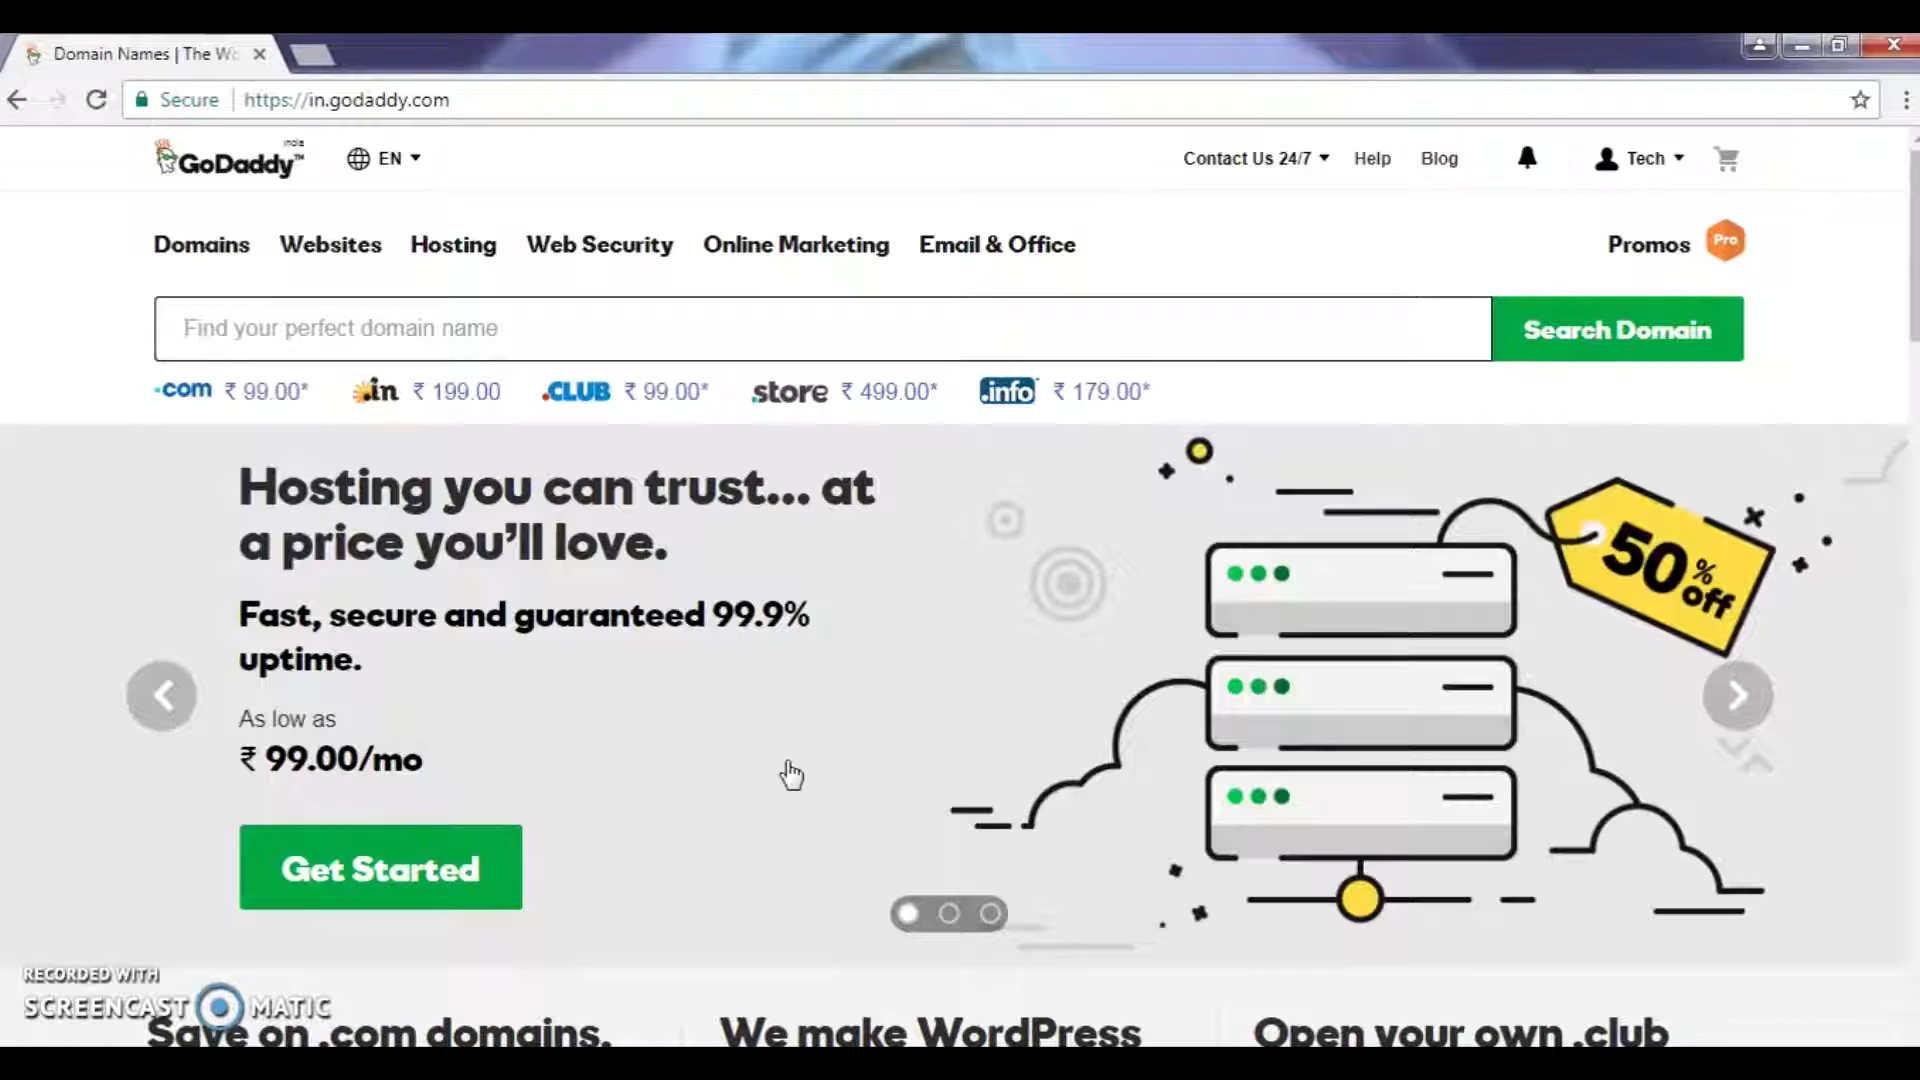 Domain Names | The Wo
Secure https://in.godaddy.com
GoDaddy™ India EN Contact Us 24/7 Help Blog Tech
Domains Websites Hosting Web Security Online Marketing Email & Office Promos Pro
Find your perfect domain name Search Domain
.com ₹ 99.00* .in ₹ 199.00 .CLUB ₹ 99.00* .store ₹ 499.00* .info ₹ 179.00*
Hosting you can trust... at
a price you'll love.
50% off
Fast, secure and guaranteed 99.9%
uptime.
As low as
₹ 99.00/mo
Get Started
RECORDED WITH
SCREENCAST MATIC
Save on .com domains. We make WordPress Open your own .club